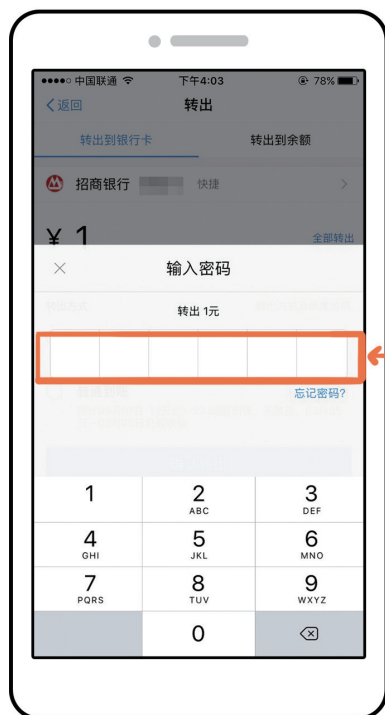 中国联通 下午4:03 78%
返回 转出
转出到银行卡 转出到余额
招商银行 快捷
¥ 1 全部转出
输入密码
转出 1元
忘记密码?
1 2 3
ABC DEF
4 5 6
GHI JKL MNO
7 8 9
PQRS TUV WXYZ
0